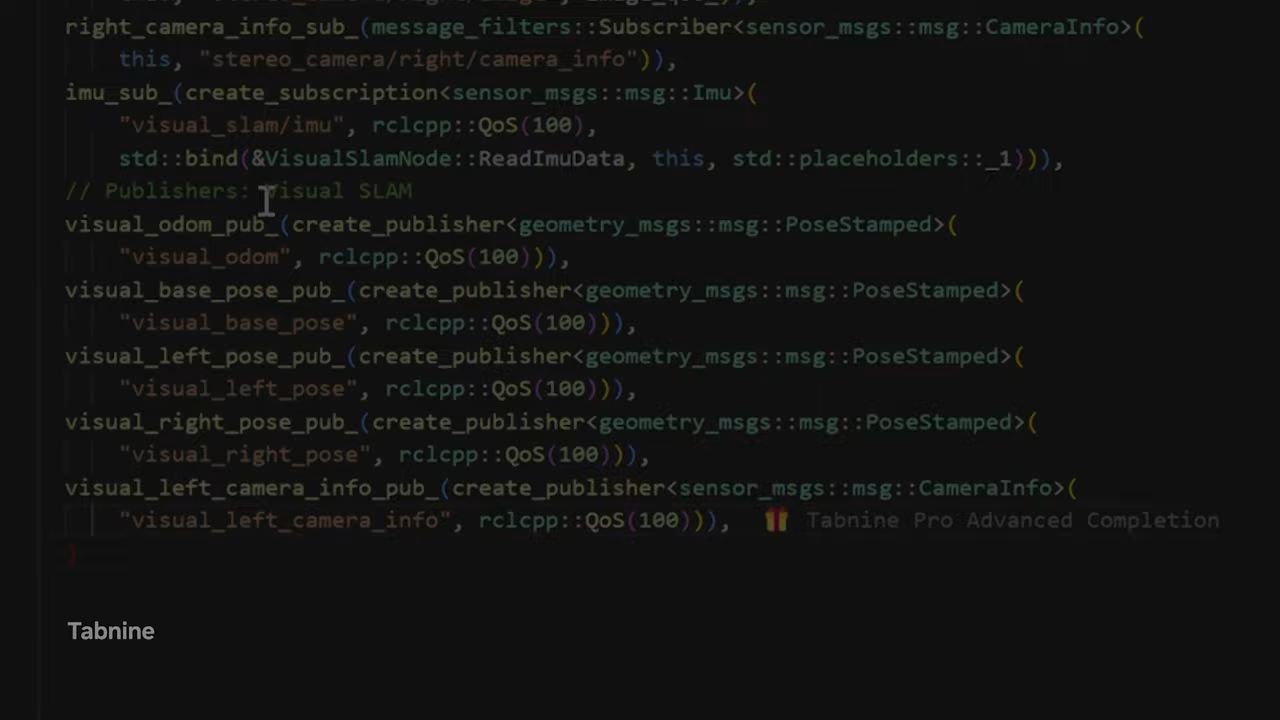 right_camera_info_sub_(message_filters::Subscriber<sensor_msgs::msg::CameraInfo>(
this, "stereo_camera/right/camera_info")),
imu_sub_(create_subscription<sensor_msgs::msg::Imu>(
"visual_slam/imu", rclcpp::QoS(100),
std::bind(&VisualSlamNode::ReadImuData, this, std::placeholders::_1))),
// Publishers: Visual SLAM
visual_odom_pub_(create_publisher<geometry_msgs::msg::PoseStamped>(
"visual_odom", rclcpp::QoS(100))),
visual_base_pose_pub_(create_publisher<geometry_msgs::msg::PoseStamped>(
"visual_base_pose", rclcpp::QoS(100))),
visual_left_pose_pub_(create_publisher<geometry_msgs::msg::PoseStamped>(
"visual_left_pose", rclcpp::QoS(100))),
visual_right_pose_pub_(create_publisher<geometry_msgs::msg::PoseStamped>(
"visual_right_pose", rclcpp::QoS(100))),
visual_left_camera_info_pub_(create_publisher<sensor_msgs::msg::CameraInfo>(
"visual_left_camera_info", rclcpp::QoS(100))), Tabnine Pro Advanced Completion
}
Tabnine